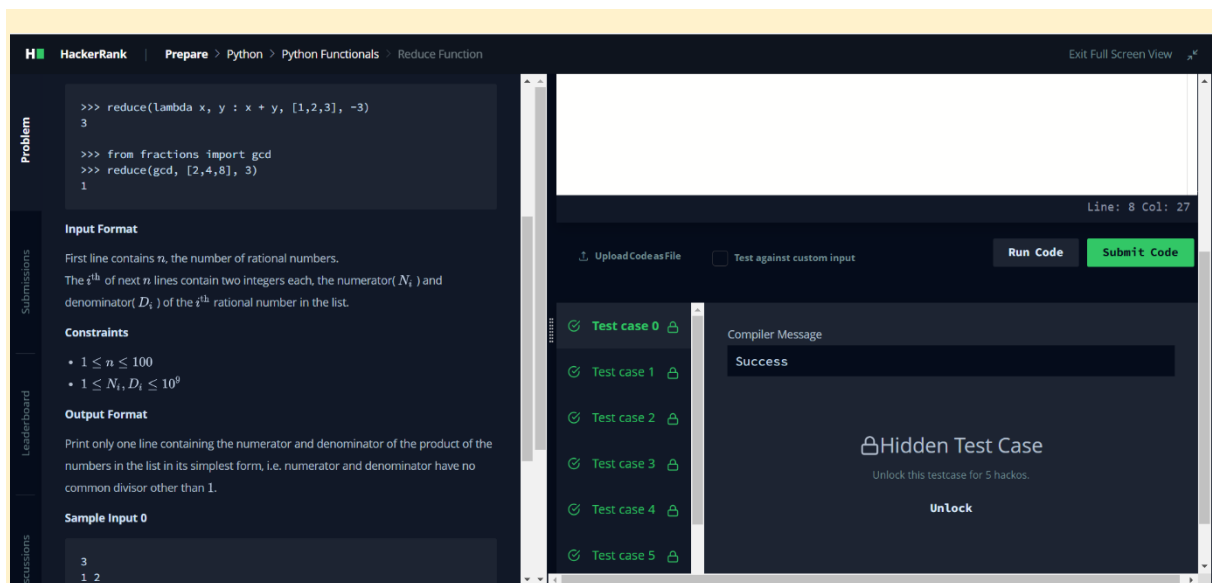 H HackerRank | Prepare > Python > Python Functionals > Reduce Function
Exit Full Screen View
Problem
Submissions
Leaderboard
scussions
>>> reduce(lambda x, y : x + y, [1,2,3], -3)
3
>>> from fractions import gcd
>>> reduce(gcd, [2,4,8], 3)
1
Input Format
First line contains n, the number of rational numbers.
The iᵗʰ of next n lines contain two integers each, the numerator( Nᵢ ) and
denominator( Dᵢ ) of the iᵗʰ rational number in the list.
Constraints
• 1 ≤ n ≤ 100
• 1 ≤ Nᵢ, Dᵢ ≤ 10⁹
Output Format
Print only one line containing the numerator and denominator of the product of the
numbers in the list in its simplest form, i.e. numerator and denominator have no
common divisor other than 1.
Sample Input 0
3
1 2
Line: 8 Col: 27
Upload Code as File
Test against custom input
Run Code
Submit Code
Test case 0
Test case 1
Test case 2
Test case 3
Test case 4
Test case 5
Compiler Message
Success
Hidden Test Case
Unlock this testcase for 5 hackos.
Unlock